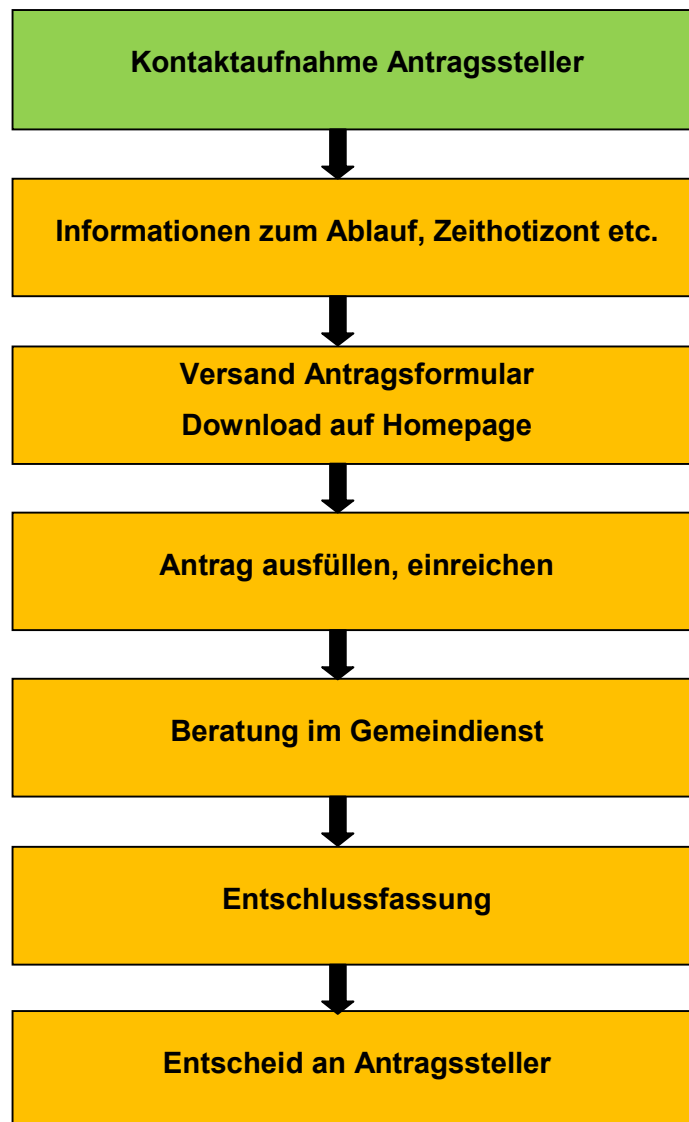 Kontaktaufnahme Antragssteller
Informationen zum Ablauf, Zeithotizont etc.
Versand Antragsformular
Download auf Homepage
Antrag ausfüllen, einreichen
Beratung im Gemeindienst
Entschlussfassung
Entscheid an Antragssteller